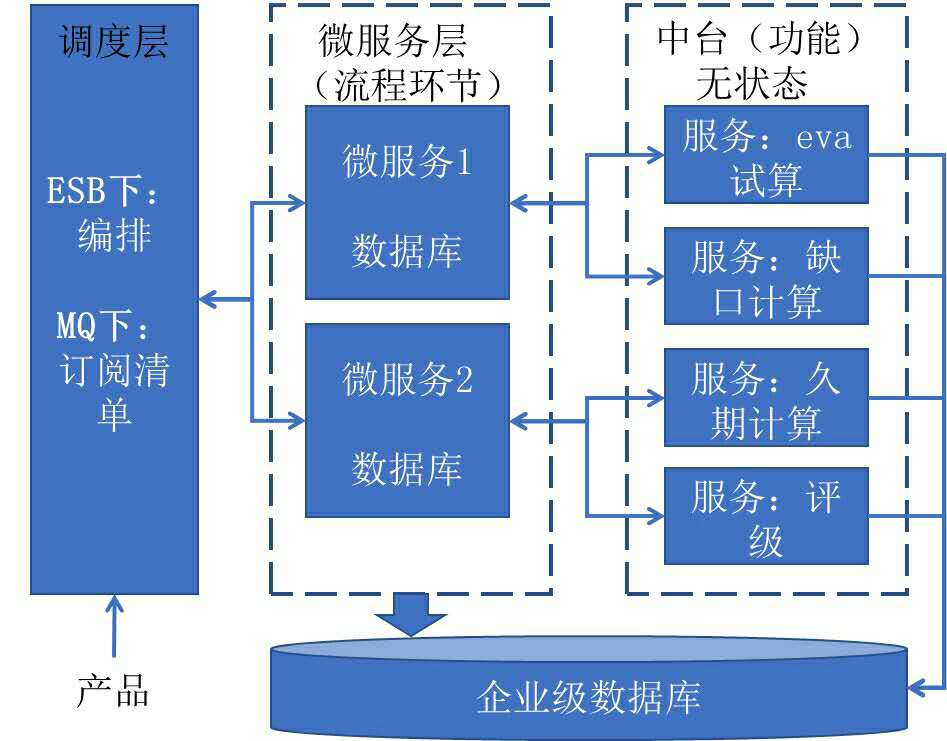 调度层
ESB下：
编排
MQ下：
订阅清
单
产品
微服务层
（流程环节）
微服务1
数据库
微服务2
数据库
中台（功能）
无状态
服务：eva
试算
服务：缺
口计算
服务：久
期计算
服务：评
级
企业级数据库